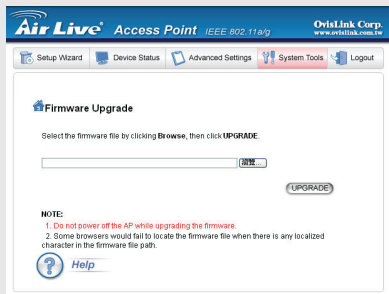 Air Live® Access Point IEEE 802.11a/g
OvisLink Corp.
www.ovislink.com.tw
Setup Wizard Device Status Advanced Settings System Tools Logout
Firmware Upgrade
Select the firmware file by clicking Browse, then click UPGRADE.
瀏覽...
UPGRADE
NOTE:
1. Do not power off the AP while upgrading the firmware.
2. Some browsers would fail to locate the firmware file when there is any localized
character in the firmware file path.
? Help